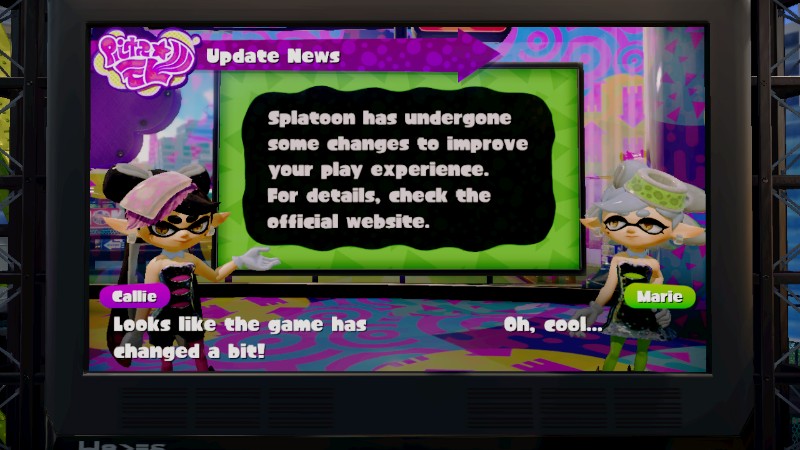 Update News
Splatoon has undergone
some changes to improve
your play experience.
For details, check the
official website.
Callie
Marie
Looks like the game has
changed a bit!
Oh, cool...